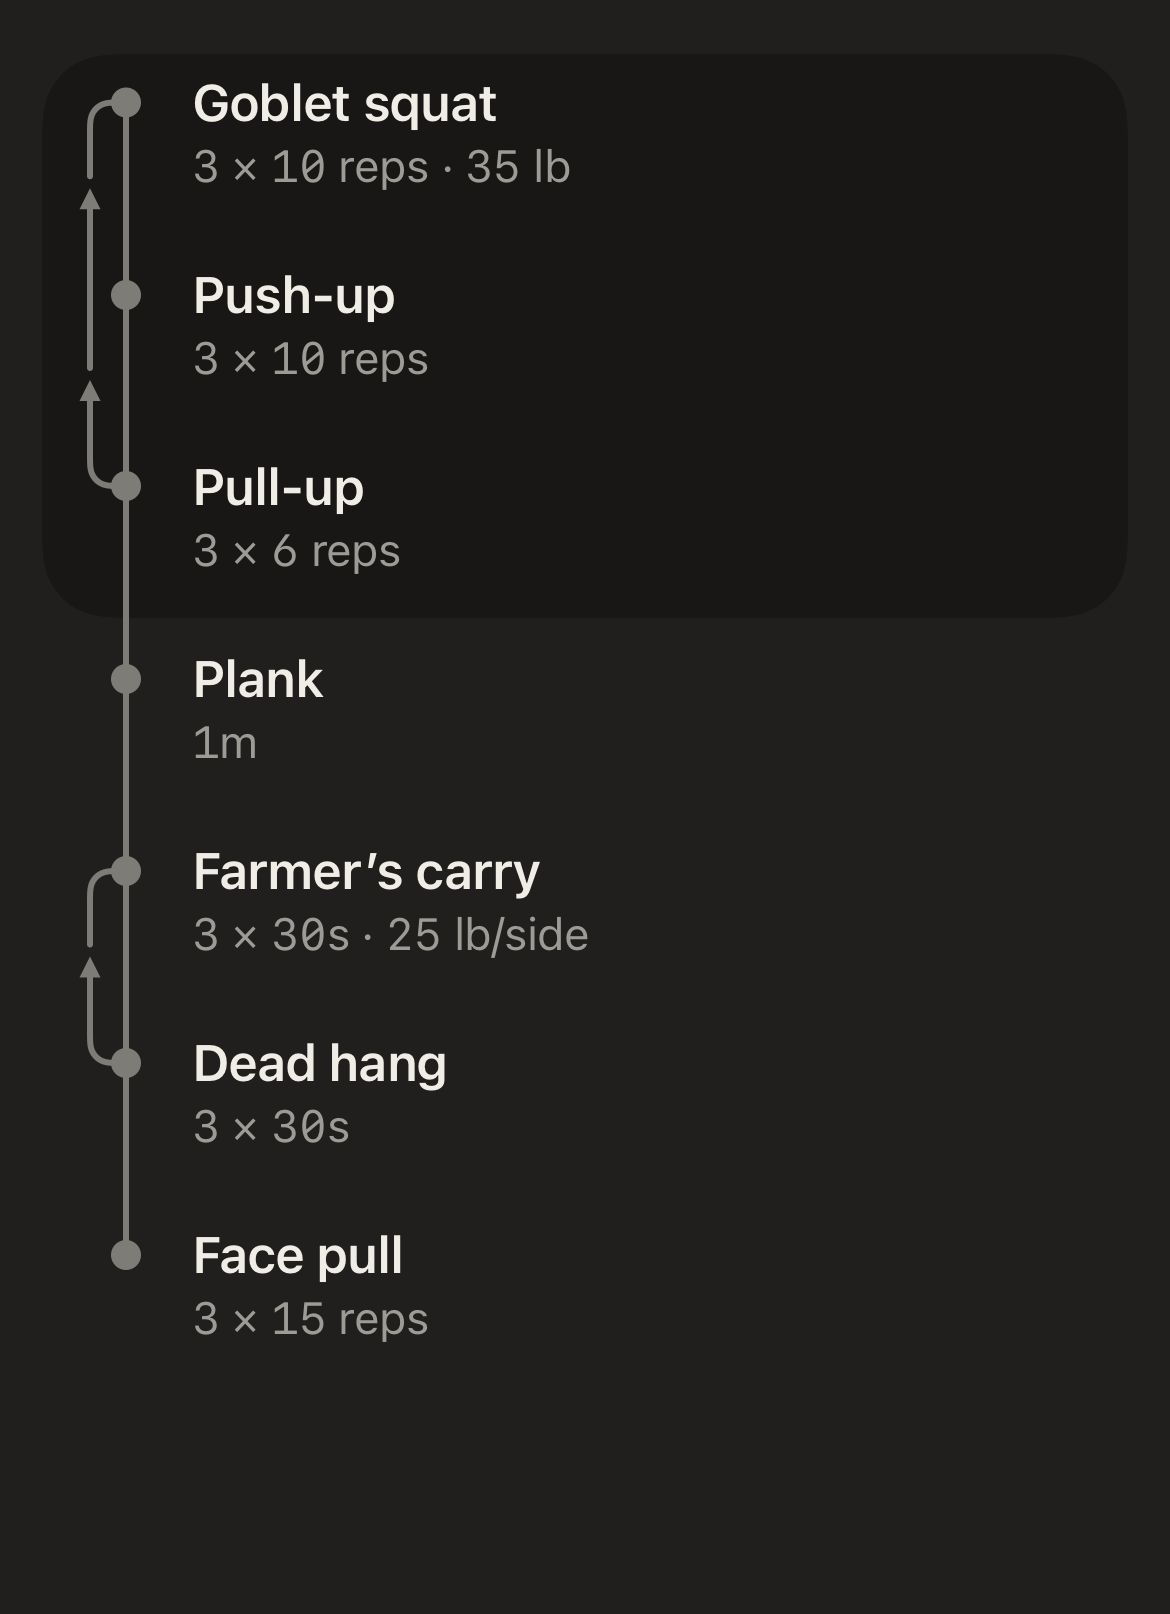 Goblet squat
3 × 10 reps · 35 lb
Push-up
3 × 10 reps
Pull-up
3 × 6 reps
Plank
1m
Farmer’s carry
3 × 30s · 25 lb/side
Dead hang
3 × 30s
Face pull
3 × 15 reps